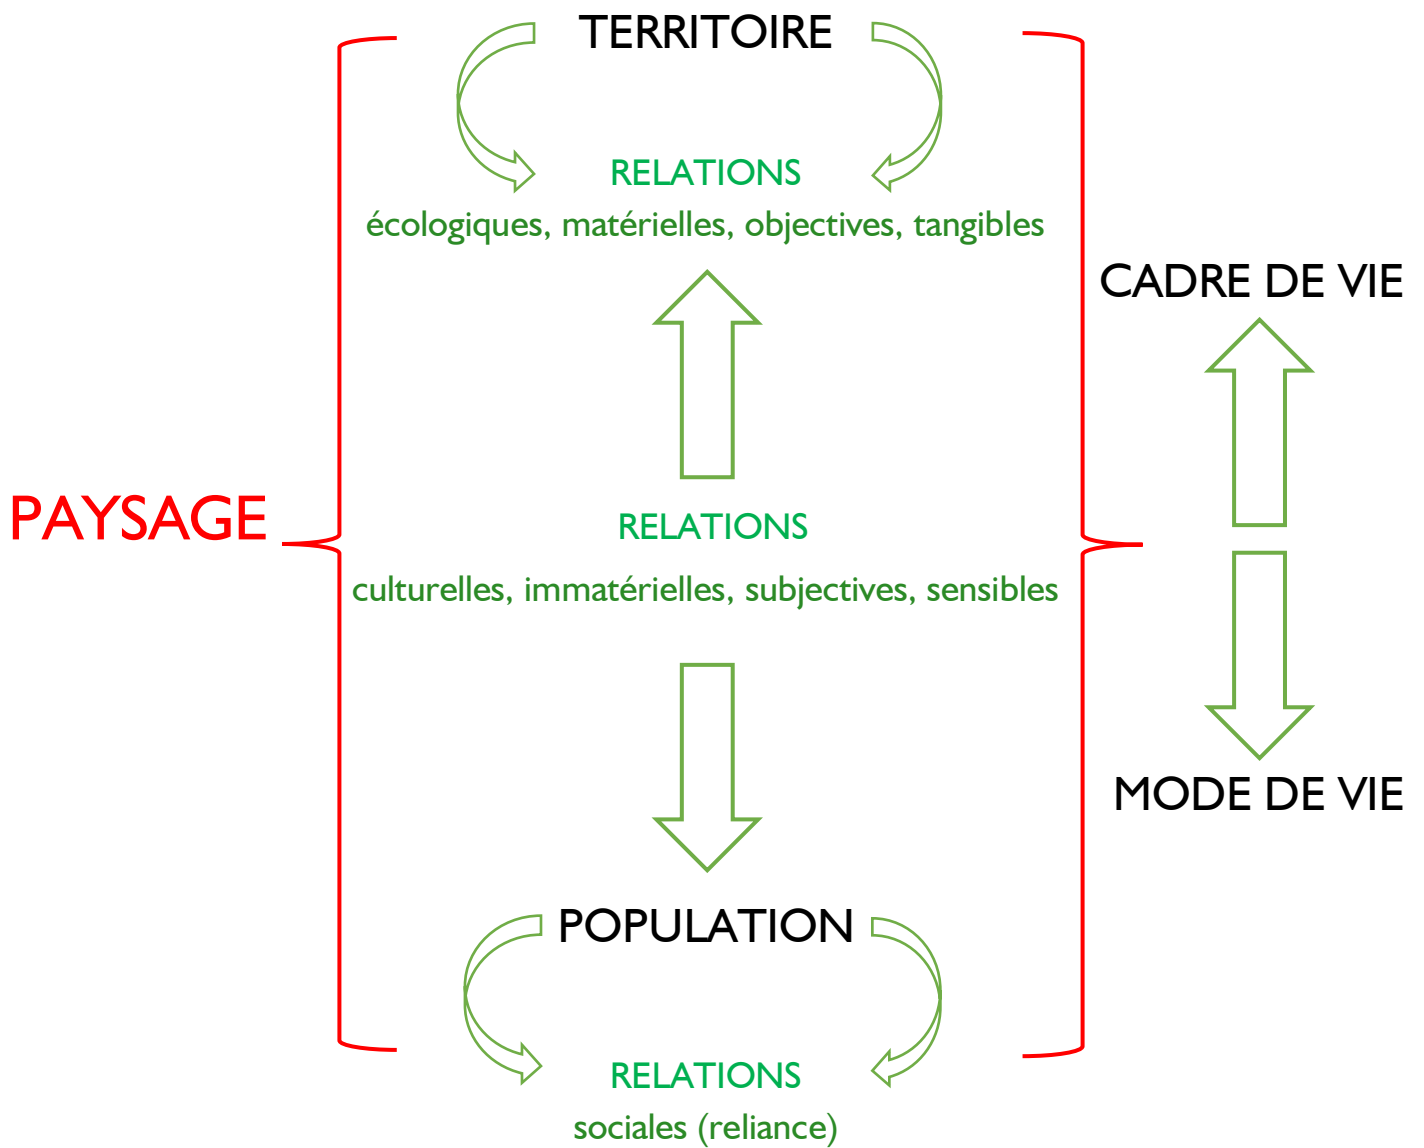 TERRITOIRE
RELATIONS
écologiques, matérielles, objectives, tangibles
CADRE DE VIE
PAYSAGE
RELATIONS
culturelles, immatérielles, subjectives, sensibles
MODE DE VIE
POPULATION
RELATIONS
sociales (reliance)